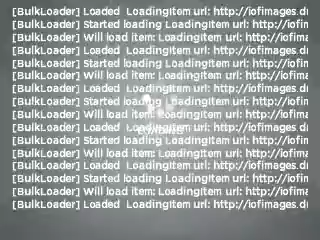 [BulkLoader] Loaded  LoadingItem url: http://iofimages.d
[BulkLoader] Started loading LoadingItem url: http://iofi
[BulkLoader] Will load item: LoadingItem url: http://iofima
[BulkLoader] Loaded  LoadingItem url: http://iofimages.d
[BulkLoader] Started loading LoadingItem url: http://iofi
[BulkLoader] Will load item: LoadingItem url: http://iofima
[BulkLoader] Loaded  LoadingItem url: http://iofimages.d
[BulkLoader] Started loading LoadingItem url: http://iofi
[BulkLoader] Will load item: LoadingItem url: http://iofima
[BulkLoader] Loaded  LoadingItem url: http://iofimages.d
[BulkLoader] Started loading LoadingItem url: http://iofi
[BulkLoader] Will load item: LoadingItem url: http://iofima
[BulkLoader] Loaded  LoadingItem url: http://iofimages.d
[BulkLoader] Started loading LoadingItem url: http://iofi
[BulkLoader] Will load item: LoadingItem url: http://iofima
[BulkLoader] Loaded  LoadingItem url: http://iofimages.d